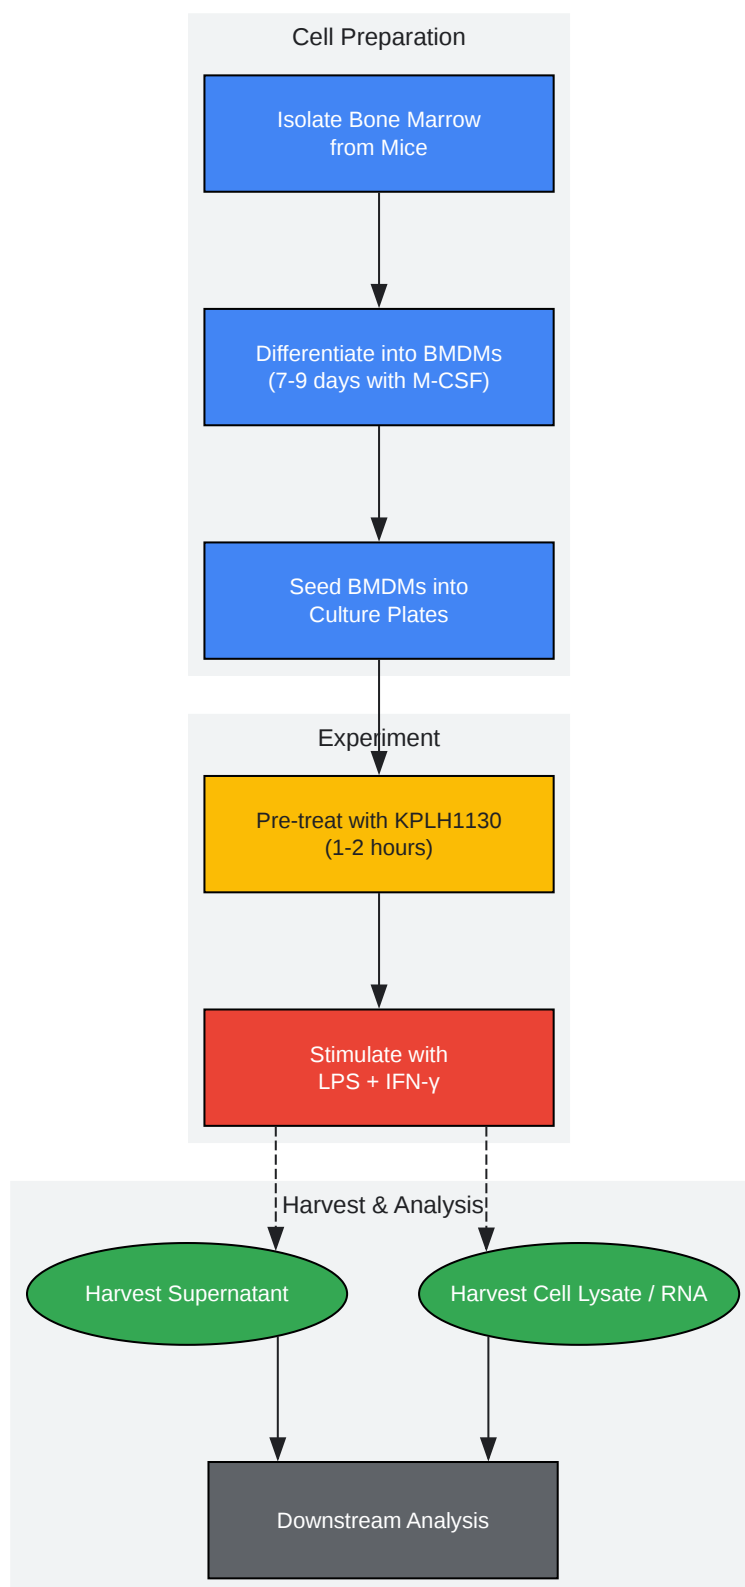 Cell Preparation
Isolate Bone Marrow
from Mice
Differentiate into BMDMs
(7-9 days with M-CSF)
Seed BMDMs into
Culture Plates
Experiment
Pre-treat with KPLH1130
(1-2 hours)
Stimulate with
LPS + IFN-γ
Harvest & Analysis
Harvest Supernatant
Harvest Cell Lysate / RNA
Downstream Analysis